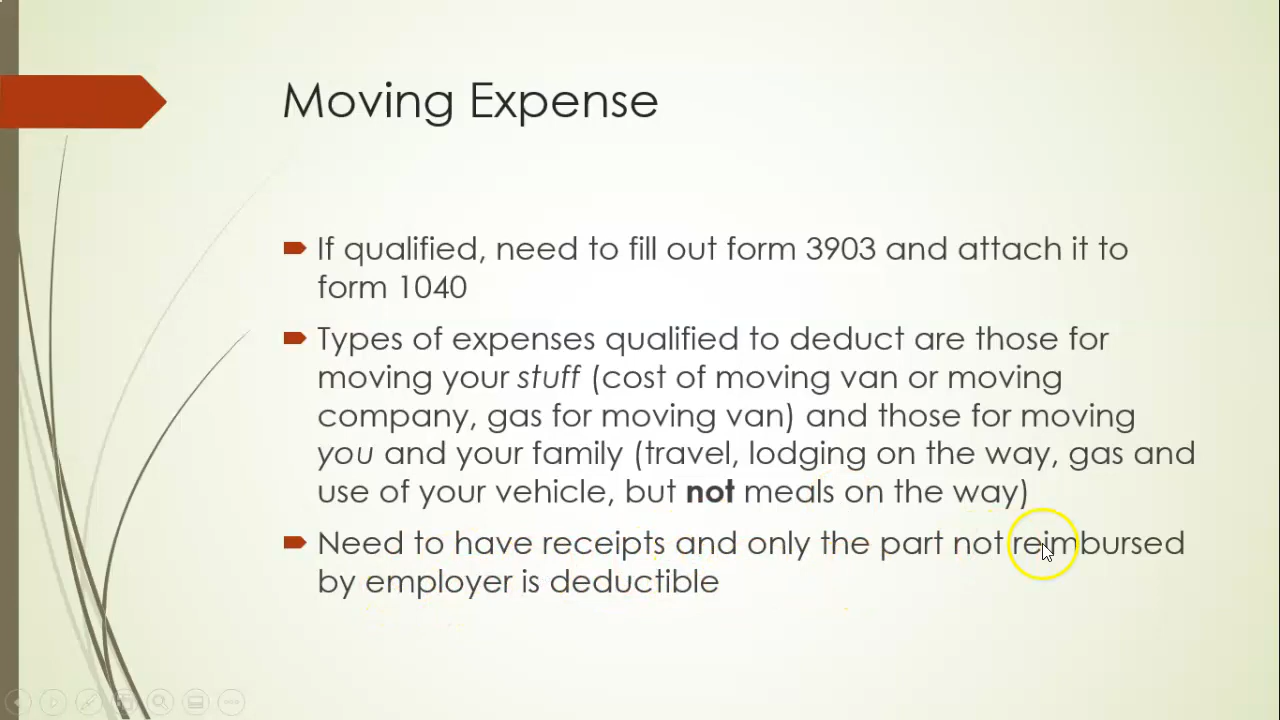 Moving Expense
If qualified, need to fill out form 3903 and attach it to
form 1040
Types of expenses qualified to deduct are those for
moving your stuff (cost of moving van or moving
company, gas for moving van) and those for moving
you and your family (travel, lodging on the way, gas and
use of your vehicle, but not meals on the way)
Need to have receipts and only the part not reimbursed
by employer is deductible